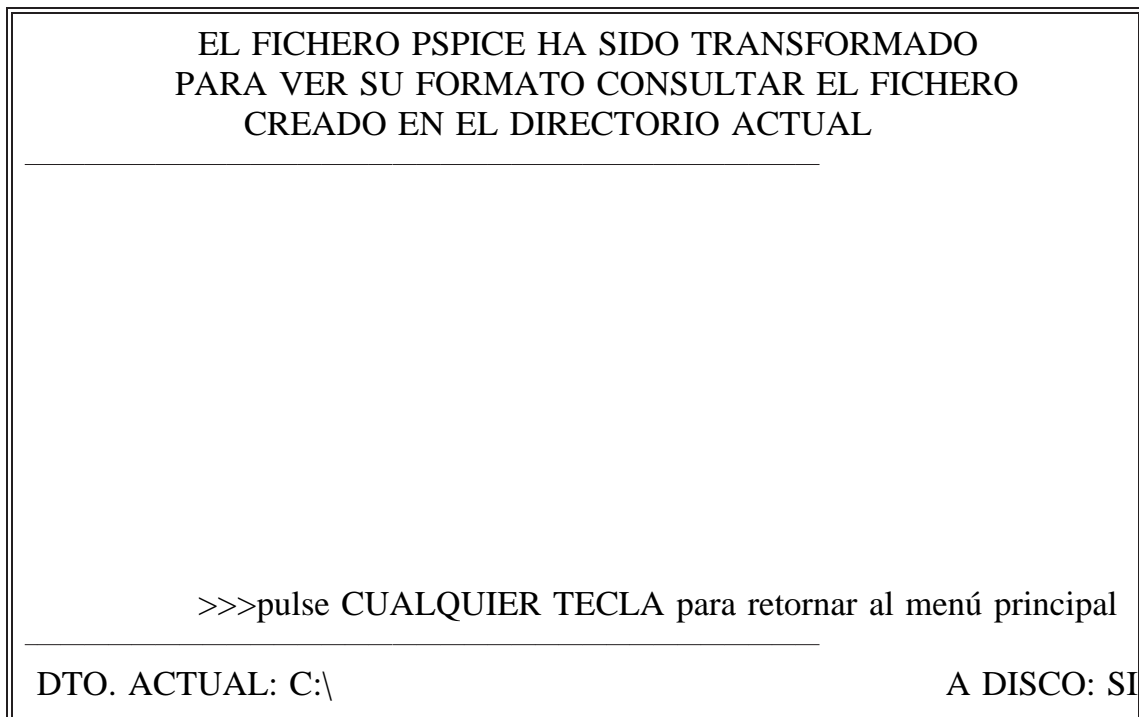 EL FICHERO PSPICE HA SIDO TRANSFORMADO
PARA VER SU FORMATO CONSULTAR EL FICHERO
CREADO EN EL DIRECTORIO ACTUAL
>>>pulse CUALQUIER TECLA para retornar al menú principal
DTO. ACTUAL: C:\ A DISCO: SI